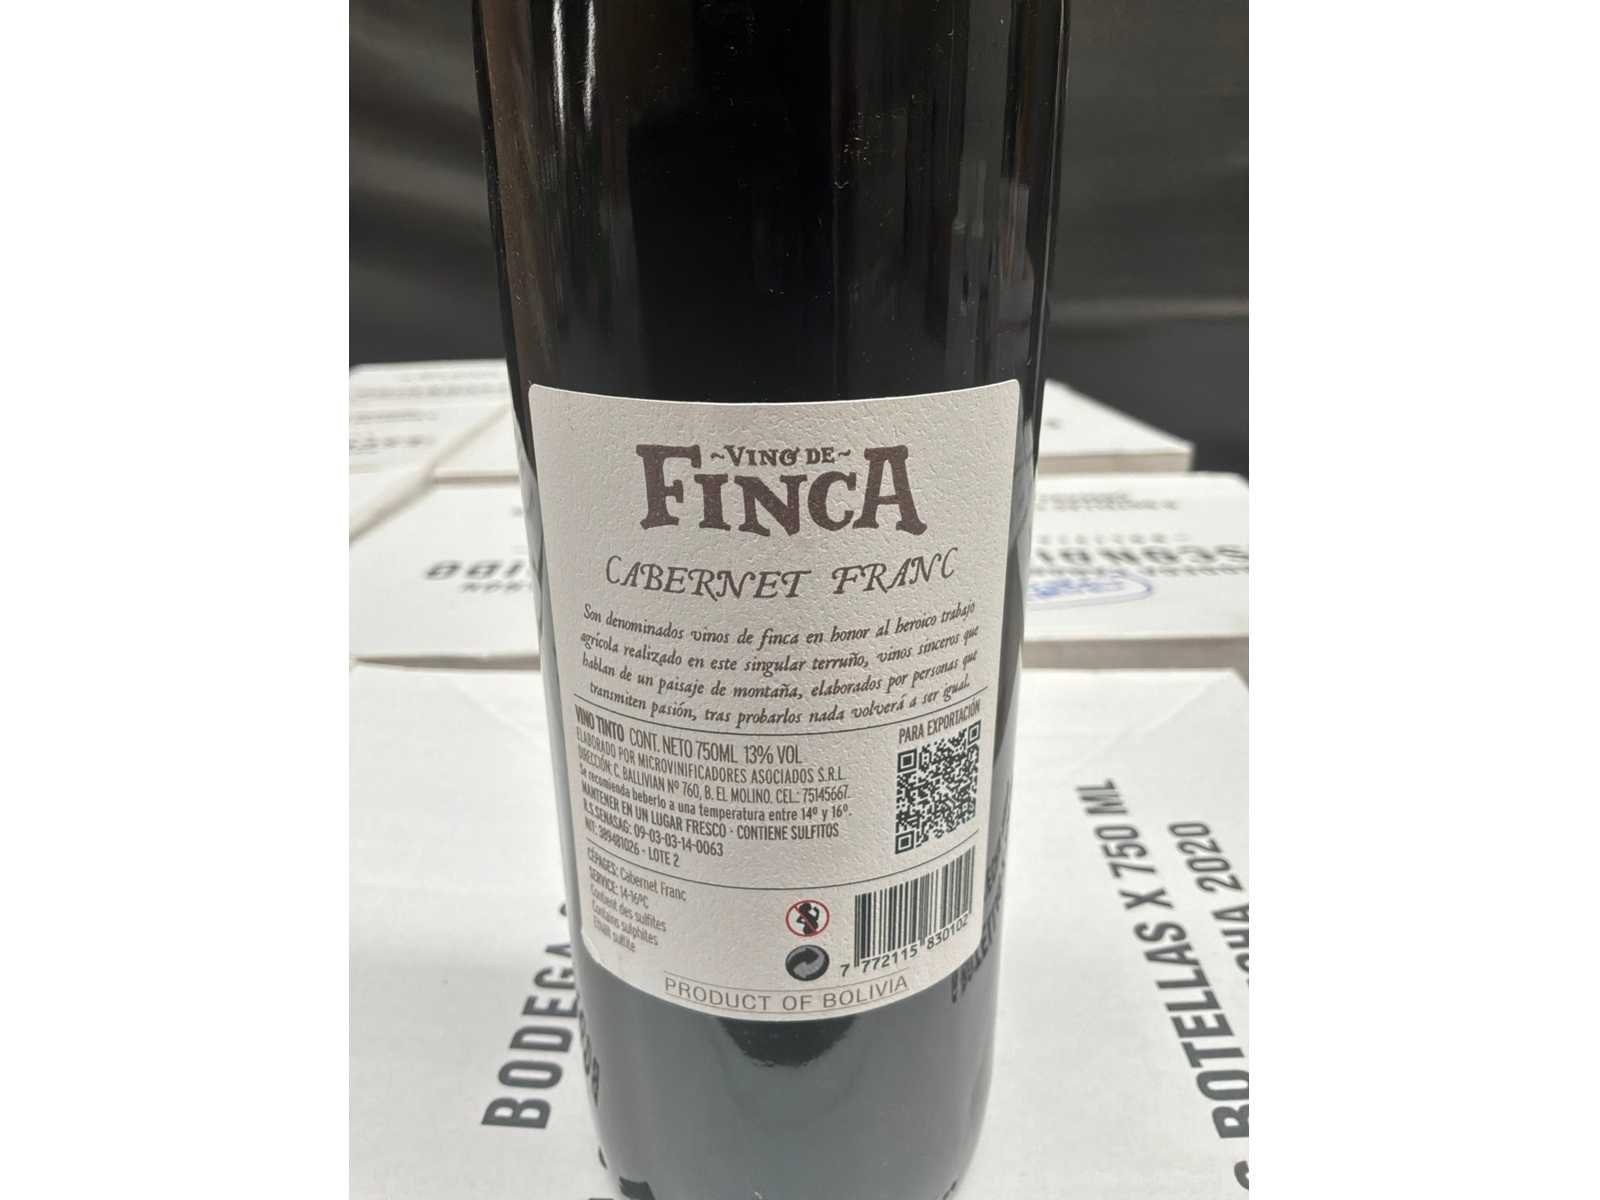 ~VINO DE~
FINCA
CABERNET FRANC
Son denominados vinos de finca en honor al heroico trabajo
agrícola realizado en este singular terruño, vinos sinceros que
hablan de un paisaje de montaña, elaborados por personas que
transmiten pasión, tras probarlos nada volverá a ser igual.
VINO TINTO CONT. NETO 750ML 13% VOL
ELABORADO POR MICROVINIFICADORES ASOCIADOS S.R.L.
DIRECCIÓN: C. BALLIVIAN Nº 760, B. EL MOLINO. CEL.: 75145667.
Se recomienda beberlo a una temperatura entre 14º y 16º.
MANTENER EN UN LUGAR FRESCO - CONTIENE SULFITOS
R.S.SENASAG: 09-03-03-14-0063
NIT: 389481026 - LOTE 2
PARA EXPORTACIÓN
CÉPAGES: Cabernet Franc
SERVICE: 14-16ºC
Contient des sulfites
Contains sulphites
Enhält sulfite
7 772115 830102
PRODUCT OF BOLIVIA
BODEGA
BOTELLAS X 750 ML
2020